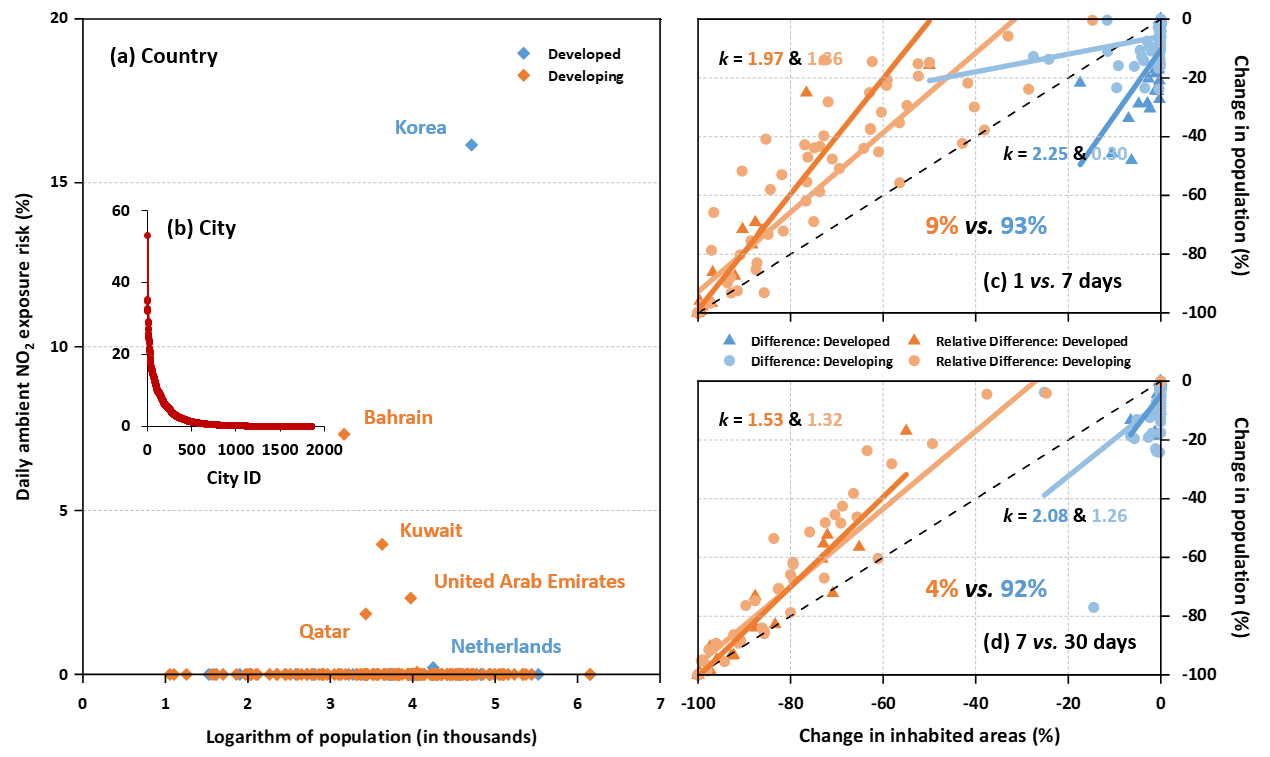 20
15
10
5
0
Daily ambient NO2 exposure risk (%)
(a) Country
Developed
Developing
Korea
Bahrain
Kuwait
United Arab Emirates
Qatar
Netherlands
0 1 2 3 4 5 6 7
Logarithm of population (in thousands)
(b) City
60
40
20
0
0 500 1000 1500 2000
City ID
k = 1.97 & 1.36
k = 2.25 & 0.30
9% vs. 93%
(c) 1 vs. 7 days
0
-20
-40
-60
-80
-100
Change in population (%)
Difference: Developed
Relative Difference: Developed
Difference: Developing
Relative Difference: Developing
k = 1.53 & 1.32
k = 2.08 & 1.26
4% vs. 92%
(d) 7 vs. 30 days
0
-20
-40
-60
-80
-100
Change in population (%)
-100 -80 -60 -40 -20 0
Change in inhabited areas (%)